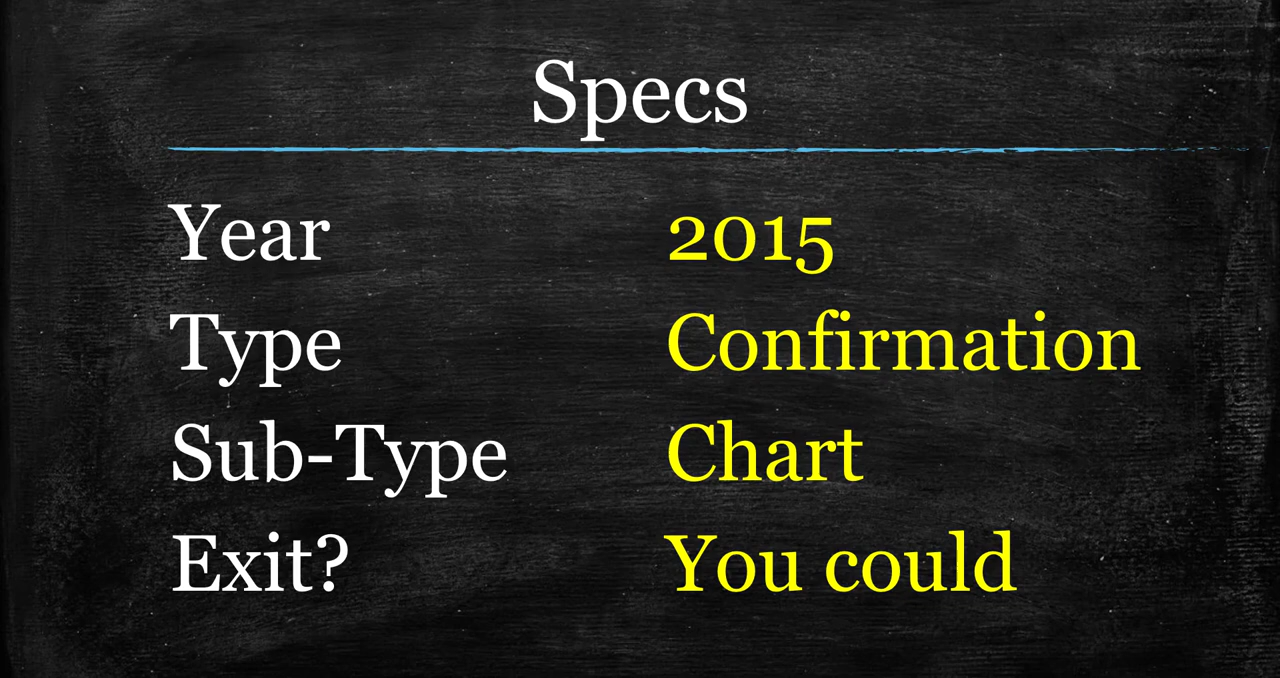 Specs
Year 2015
Type Confirmation
Sub-Type Chart
Exit? You could